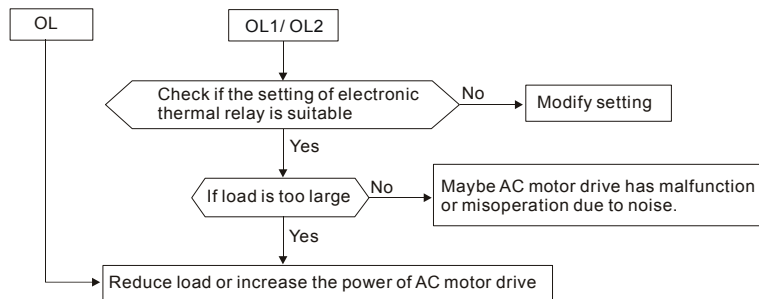 OL
OL1/ OL2
Check if the setting of electronic
thermal relay is suitable
No
Modify setting
Yes
If load is too large
No
Maybe AC motor drive has malfunction
or misoperation due to noise.
Yes
Reduce load or increase the power of AC motor drive